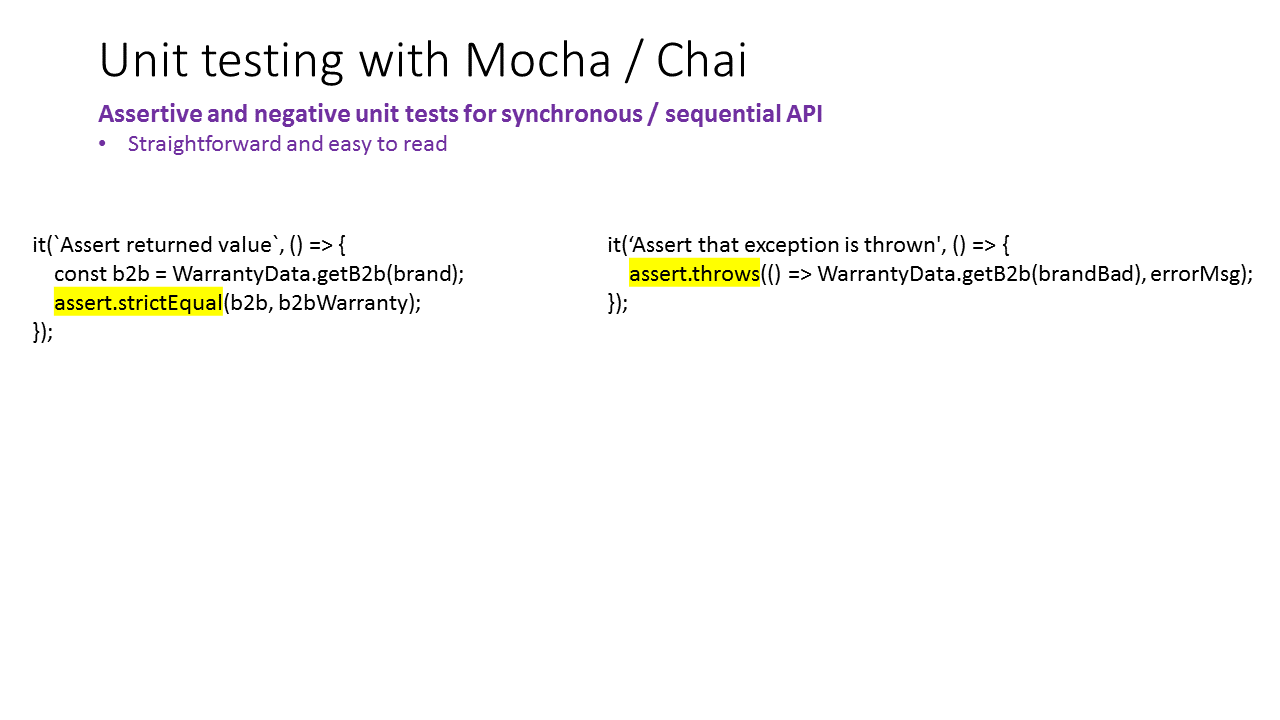 Unit testing with Mocha / Chai
Assertive and negative unit tests for synchronous / sequential API
• Straightforward and easy to read
it(`Assert returned value`, () => {
const b2b = WarrantyData.getB2b(brand);
assert.strictEqual(b2b, b2bWarranty);
});
it(‘Assert that exception is thrown', () => {
assert.throws(() => WarrantyData.getB2b(brandBad), errorMsg);
});